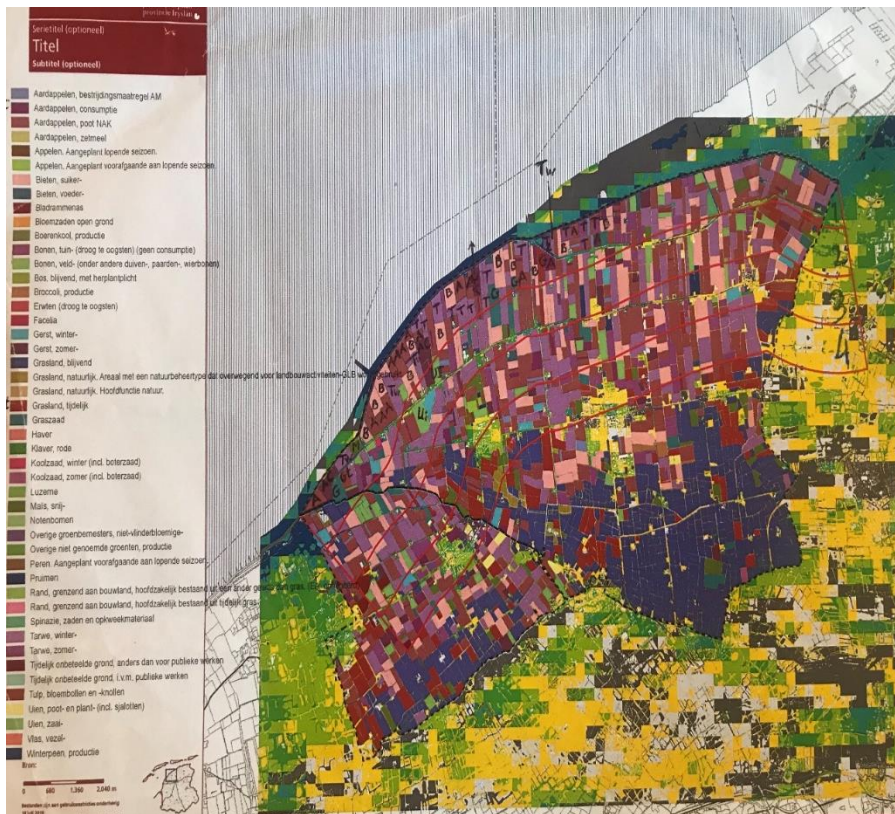 provincie fryslân
Serietitel (optioneel)
Titel
Subtitel (optioneel)
Aardappelen, bestrijdingsmaatregel AM
Aardappelen, consumptie
Aardappelen, poot NAK
Aardappelen, zetmeel
Appelen. Aangeplant lopende seizoen.
Appelen. Aangeplant voorafgaande aan lopende seizoen.
Bieten, suiker-
Bieten, voeder-
Bladrammenas
Bloemzaden open grond
Boerenkool, productie
Bonen, tuin- (droog te oogsten) (geen consumptie)
Bonen, veld- (onder andere duiven-, paarden-, wierbonen)
Bos, blijvend, met herplantplicht
Broccoli, productie
Erwten (droog te oogsten)
Facelia
Gerst, winter-
Gerst, zomer-
Grasland, blijvend
Grasland, natuurlijk. Areaal met een natuurbeheertype dat overwegend voor landbouwactiviteiten GLB
Grasland, natuurlijk. Hoofdfunctie natuur.
Grasland, tijdelijk
Graszaad
Haver
Klaver, rode
Koolzaad, winter (incl. boterzaad)
Koolzaad, zomer (incl. boterzaad)
Luzerne
Mais, snij-
Notenbomen
Overige groenbemesters, niet-vlinderbloemige-
Overige niet genoemde groenten, productie
Peren. Aangeplant voorafgaande aan lopende seizoen.
Pruimen
Rand, grenzend aan bouwland, hoofdzakelijk bestaand uit een ander gewas dan gras.
Rand, grenzend aan bouwland, hoofdzakelijk bestaand uit tijdelijk gras.
Spinazie, zaden en opkweekmateriaal
Tarwe, winter-
Tarwe, zomer-
Tijdelijk onbeteelde grond, anders dan voor publieke werken
Tijdelijk onbeteelde grond, i.v.m. publieke werken
Tulp, bloembollen en -knollen
Uien, poot- en plant- (incl. sjalotten)
Uien, zaai-
Vlas, vezel-
Winterpeen, productie
Bron:
0 680 1.360 2.040 m
Tw